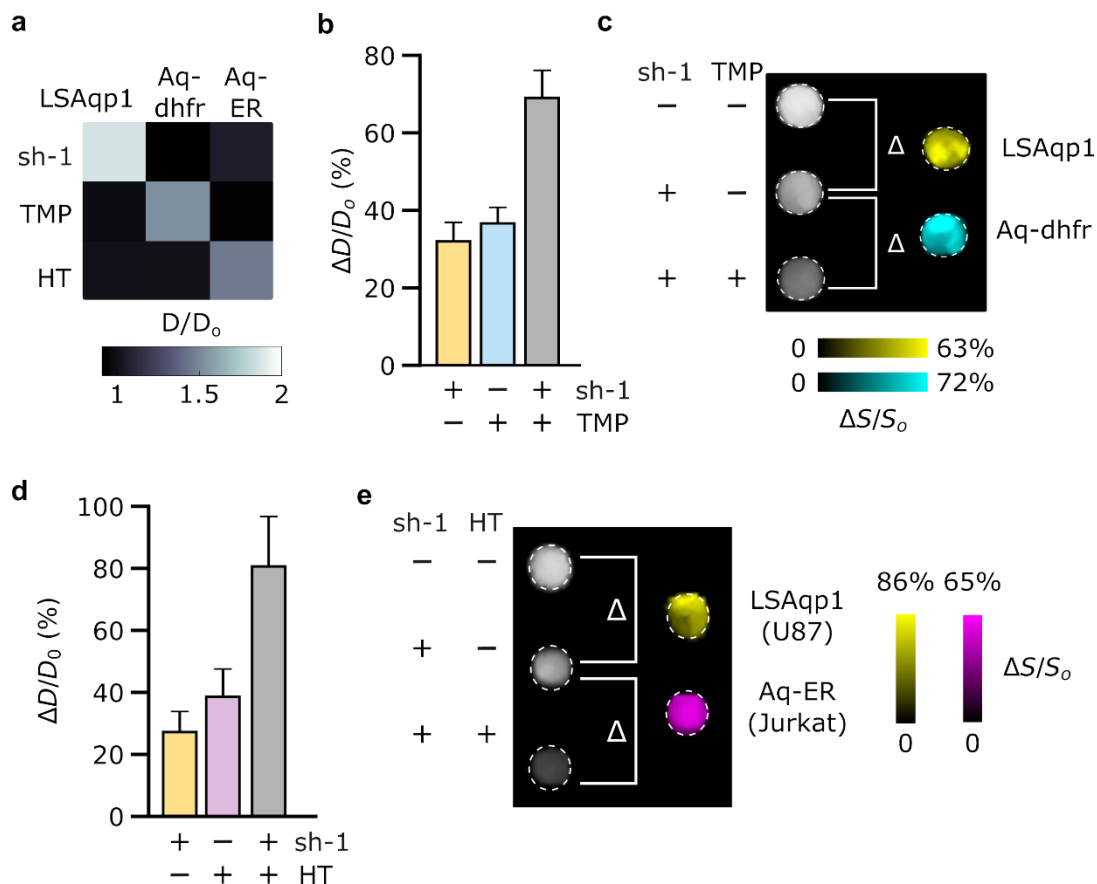 a
LSAqp1 Aq-dhfr Aq-ER
sh-1
TMP
HT
D/Dₒ
1 1.5 2
b
ΔD/Dₒ (%)
80
60
40
20
0
+ − + sh-1
− + + TMP
c
sh-1 TMP
− −
+ −
+ +
Δ
Δ
LSAqp1
Aq-dhfr
0 63%
0 72%
ΔS/Sₒ
d
ΔD/D₀ (%)
100
80
60
40
20
0
+ − + sh-1
− + + HT
e
sh-1 HT
− −
+ −
+ +
Δ
Δ
LSAqp1
(U87)
Aq-ER
(Jurkat)
86% 65%
ΔS/Sₒ
0 0